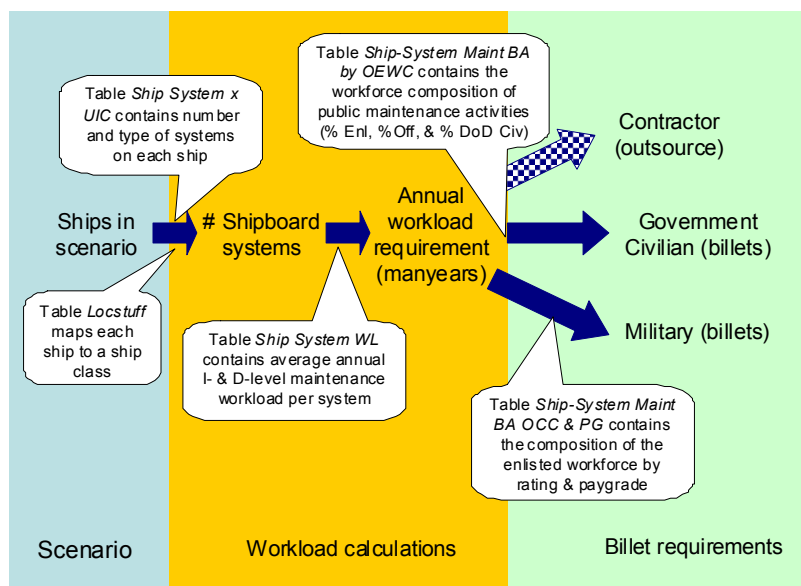 Table Ship System x
UIC contains number
and type of systems
on each ship
Table Ship-System Maint BA
by OEWC contains the
workforce composition of
public maintenance activities
(% Enl, %Off, & % DoD Civ)
Contractor
(outsource)
Ships in
scenario
# Shipboard
systems
Annual
workload
requirement
(manyears)
Government
Civilian (billets)
Military (billets)
Table Locstuff
maps each
ship to a ship
class
Table Ship System WL
contains average annual
I- & D-level maintenance
workload per system
Table Ship-System Maint
BA OCC & PG contains
the composition of the
enlisted workforce by
rating & paygrade
Scenario
Workload calculations
Billet requirements